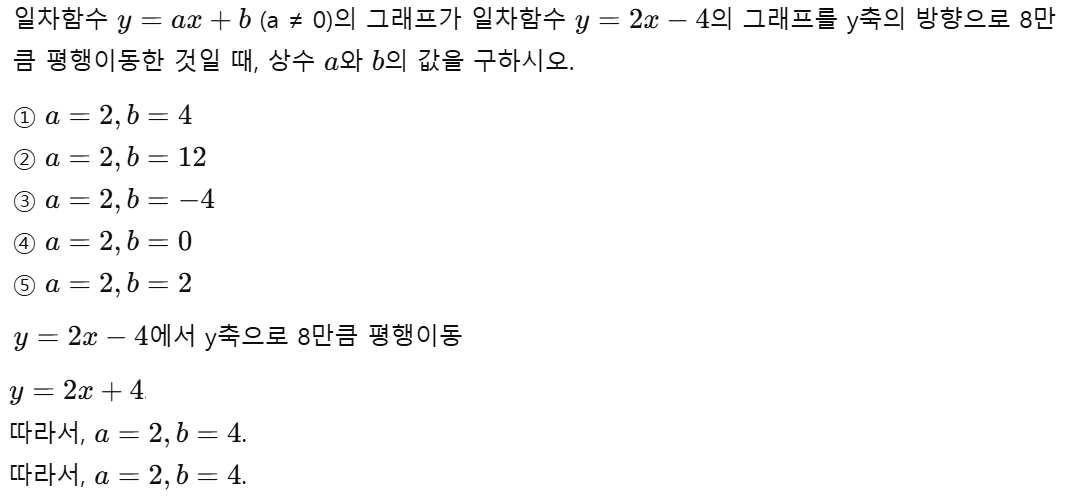 일차함수 y = ax + b (a ≠ 0)의 그래프가 일차함수 y = 2x − 4의 그래프를 y축의 방향으로 8만
큼 평행이동한 것일 때, 상수 a와 b의 값을 구하시오.
① a = 2, b = 4
② a = 2, b = 12
③ a = 2, b = −4
④ a = 2, b = 0
⑤ a = 2, b = 2
y = 2x − 4에서 y축으로 8만큼 평행이동
y = 2x + 4
따라서, a = 2, b = 4.
따라서, a = 2, b = 4.